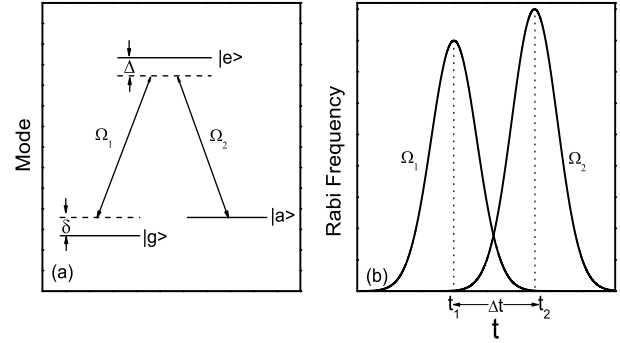 Mode
|e>
Δ
Ω₁
Ω₂
|a>
δ
|g>
(a)
Rabi Frequency
Ω₁
Ω₂
(b)
t₁
Δt
t₂
t